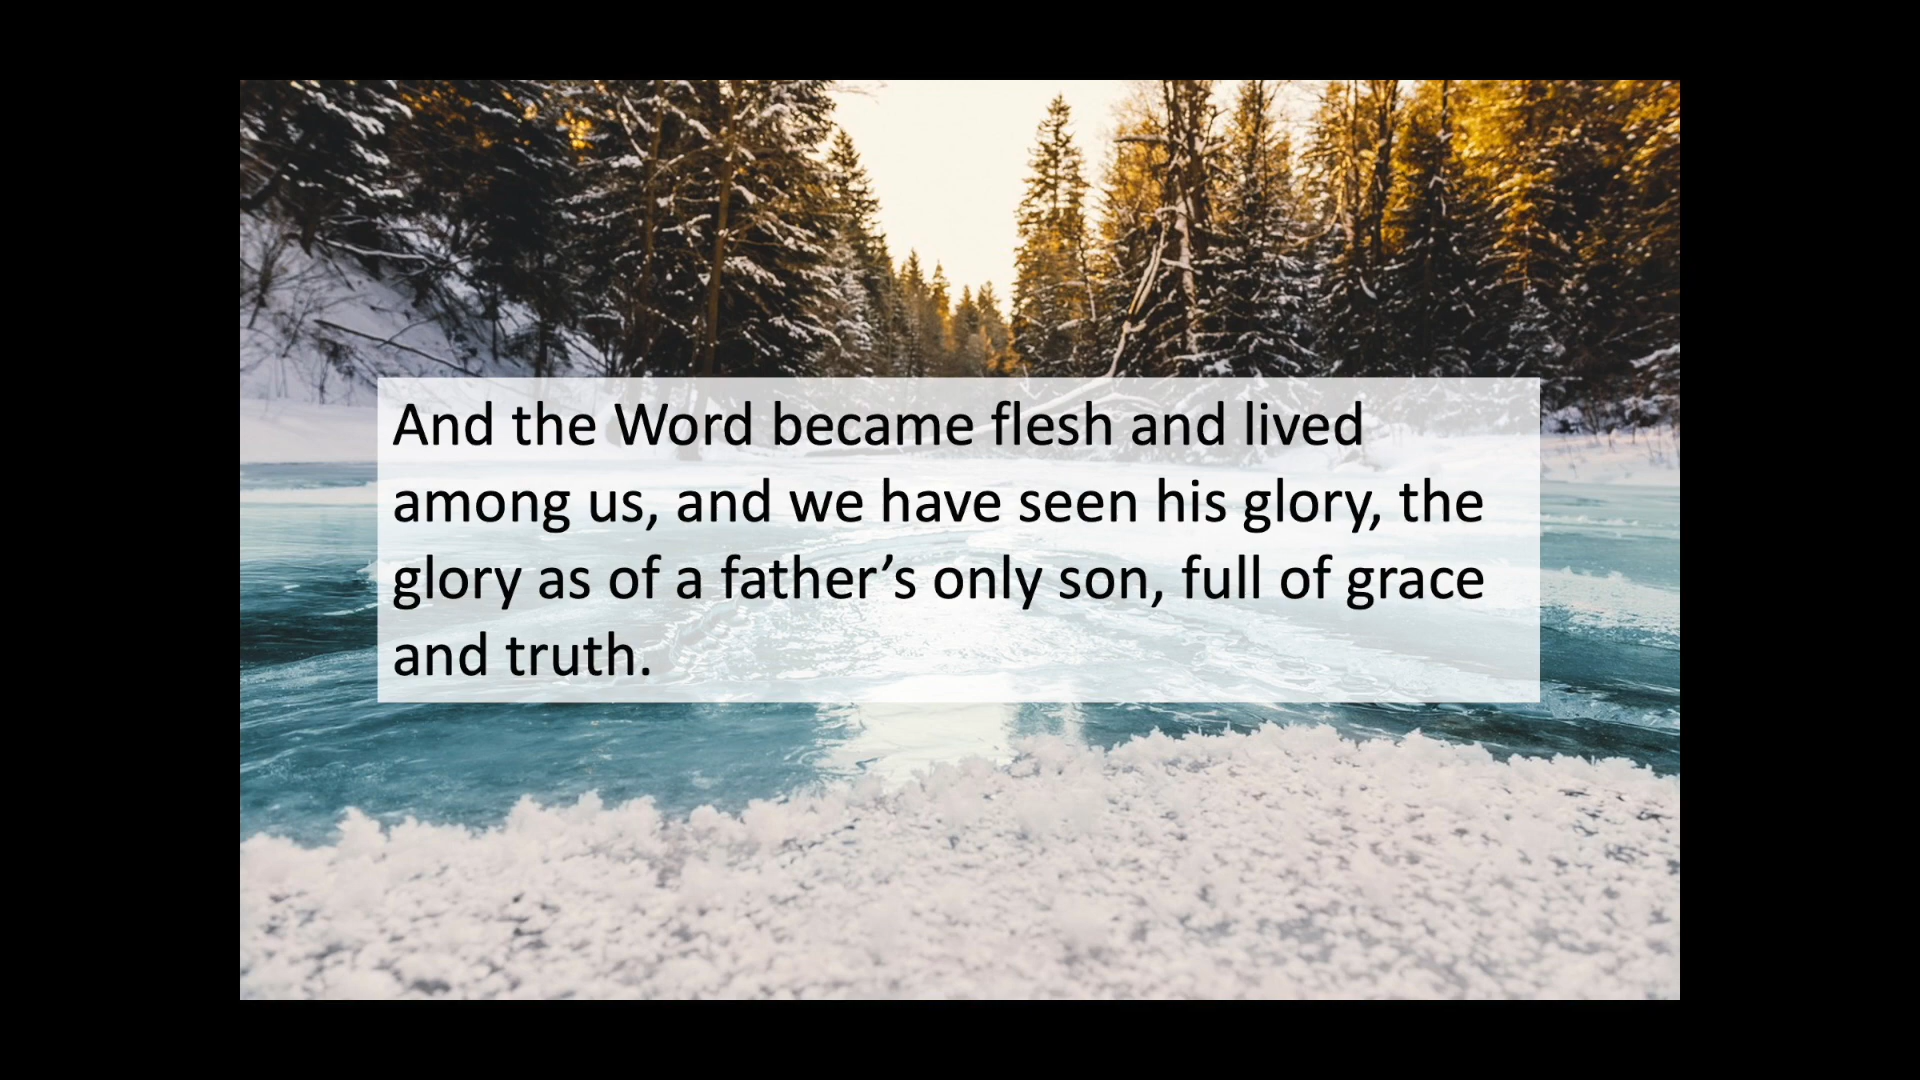 And the Word became flesh and lived
among us, and we have seen his glory, the
glory as of a father’s only son, full of grace
and truth.